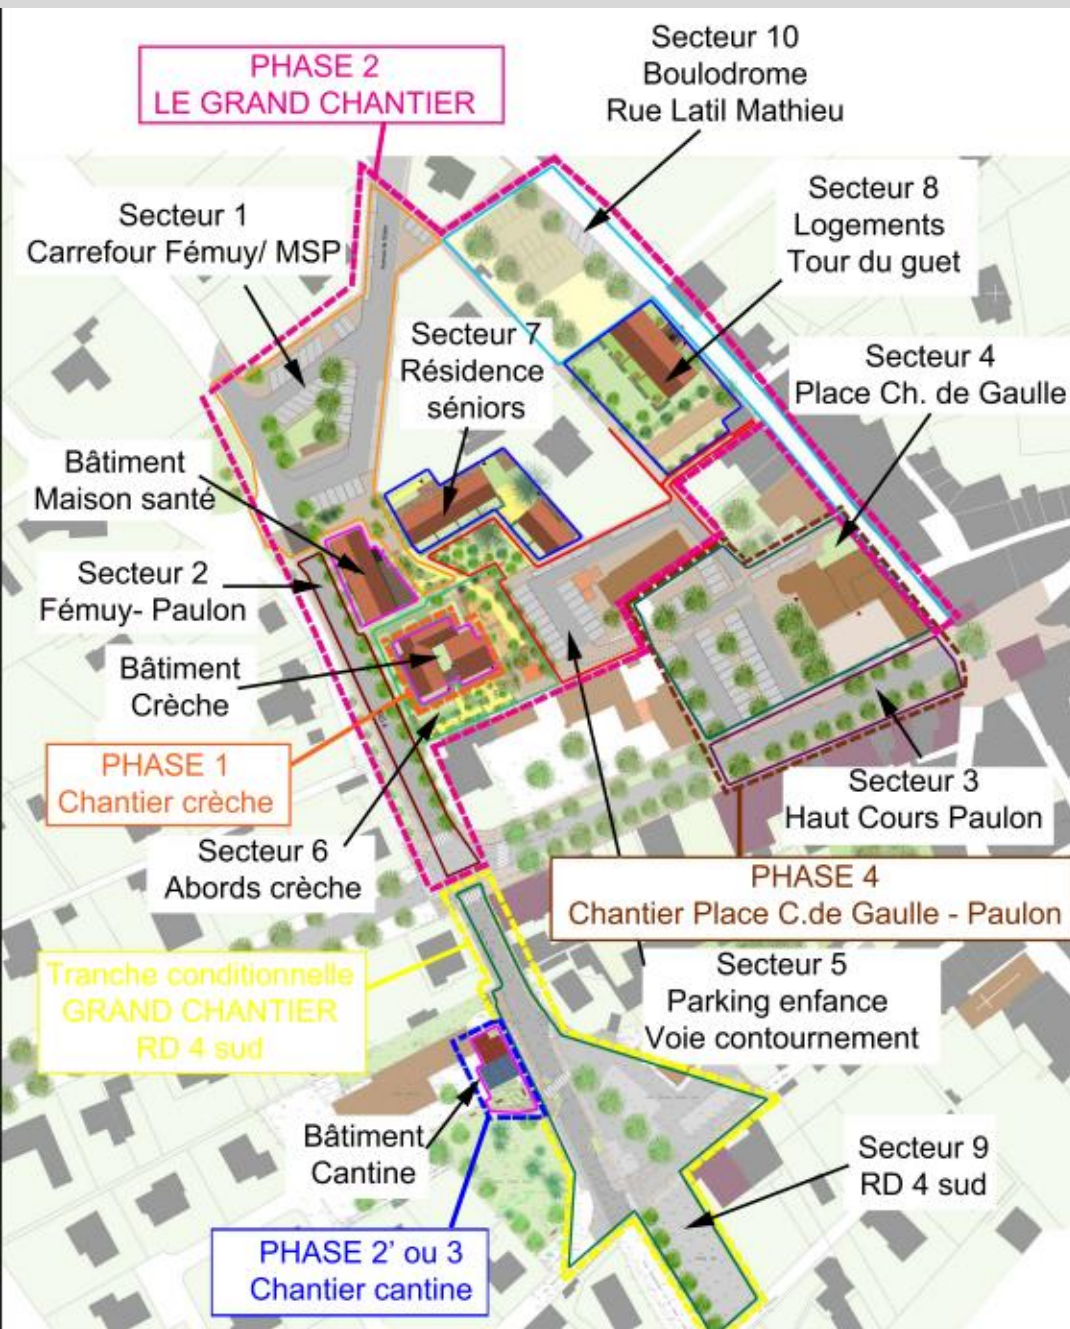 PHASE 2
LE GRAND CHANTIER
Secteur 10
Boulodrome
Rue Latil Mathieu
Secteur 1
Carrefour Fémuy/ MSP
Secteur 8
Logements
Tour du guet
Secteur 7
Résidence
séniors
Secteur 4
Place Ch. de Gaulle
Bâtiment
Maison santé
Secteur 2
Fémuy- Paulon
Bâtiment
Crèche
PHASE 1
Chantier crèche
Secteur 3
Haut Cours Paulon
Secteur 6
Abords crèche
PHASE 4
Chantier Place C.de Gaulle - Paulon
Tranche conditionnelle
GRAND CHANTIER
RD 4 sud
Secteur 5
Parking enfance
Voie contournement
Bâtiment
Cantine
Secteur 9
RD 4 sud
PHASE 2' ou 3
Chantier cantine